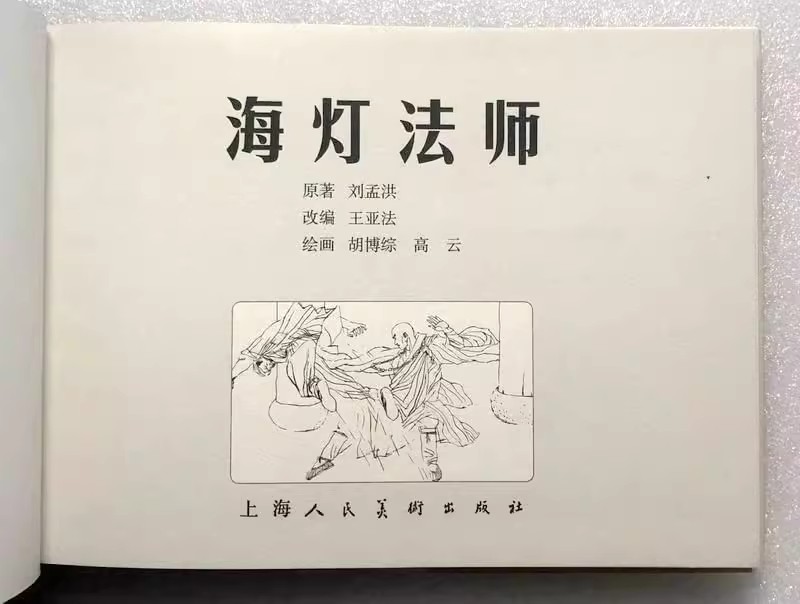 海灯法师
原著 刘孟洪
改编 王亚法
绘画 胡博综 高云
上海人民美術出版社